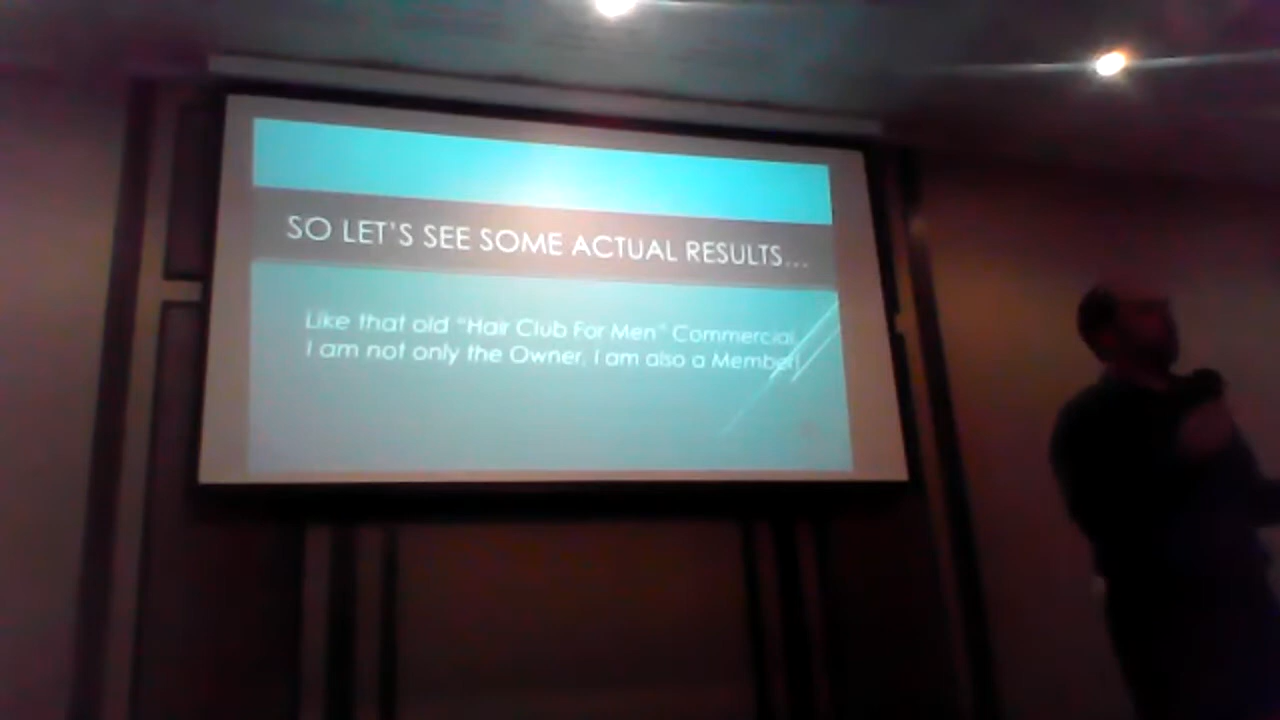 SO LET'S SEE SOME ACTUAL RESULTS...
Like that old "Hair Club For Men" Commercial,
I am not only the Owner, I am also a Member!